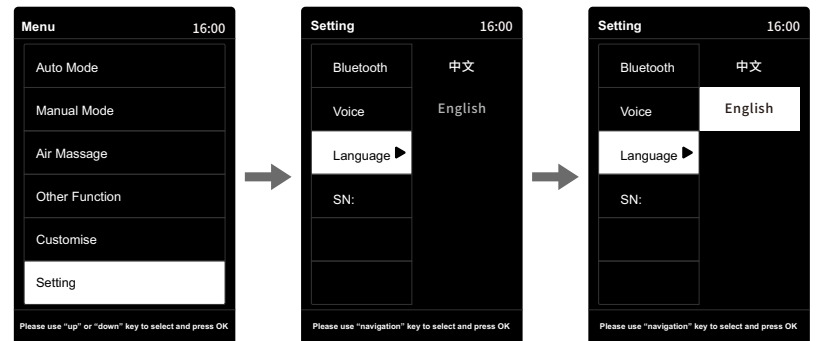 Menu 16:00
Auto Mode
Manual Mode
Air Massage
Other Function
Customise
Setting
Please use “up” or “down” key to select and press OK
Setting 16:00
Bluetooth 中文
Voice English
Language
SN:
Please use “navigation” key to select and press OK
Setting 16:00
Bluetooth 中文
Voice English
Language
SN:
Please use “navigation” key to select and press OK